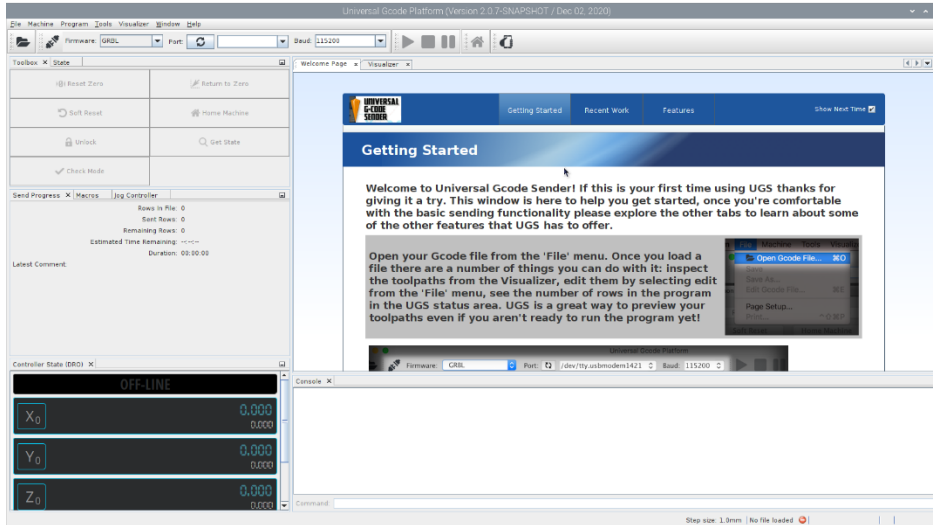 Universal Gcode Platform (Version 2.0.7-SNAPSHOT / Dec 02, 2020)
File Machine Program Tools Visualizer Window Help
Firmware: GRBL Port: Baud: 115200
Toolbox X State
Welcome Page x Visualizer x
Reset Zero Return to Zero
Soft Reset Home Machine
Unlock Get State
Check Mode
UNIVERSAL
G-CODE
SENDER
Getting Started Recent Work Features Show Next Time
Getting Started
Welcome to Universal Gcode Sender! If this is your first time using UGS thanks for
giving it a try. This window is here to help you get started, once you're comfortable
with the basic sending functionality please explore the other tabs to learn about some
of the other features that UGS has to offer.
Open your Gcode file from the 'File' menu. Once you load a
file there are a number of things you can do with it: inspect
the toolpaths from the Visualizer, edit them by selecting edit
from the 'File' menu, see the number of rows in the program
in the UGS status area. UGS is a great way to preview your
toolpaths even if you aren't ready to run the program yet!
File Machine Tools
Open Gcode File... ⌘O
Save
Save As...
Edit Gcode File... ⌘E
Page Setup...
Print...
Universal Gcode Platform
Firmware: GRBL Port: /dev/tty.usbmodem1421 Baud: 115200
Send Progress X Macros Jog Controller
Rows In File: 0
Sent Rows: 0
Remaining Rows: 0
Estimated Time Remaining: --:--:--
Duration: 00:00:00
Latest Comment:
Controller State (DRO) X
OFF-LINE
X0 0.000
0.000
Y0 0.000
0.000
Z0 0.000
0.000
Console X
Command:
Step size: 1.0mm No file loaded